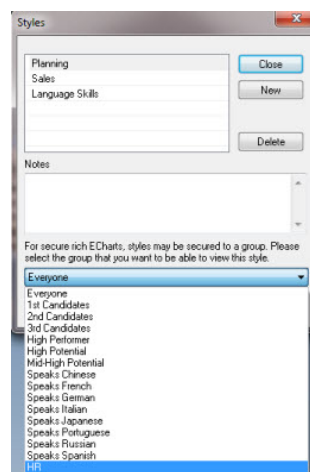 Styles
Planning
Sales
Language Skills
Close
New
Delete
Notes
For secure rich ECharts, styles may be secured to a group. Please
select the group that you want to be able to view this style.
Everyone
Everyone
1st Candidates
2nd Candidates
3rd Candidates
High Performer
High Potential
Mid-High Potential
Speaks Chinese
Speaks French
Speaks German
Speaks Italian
Speaks Japanese
Speaks Portuguese
Speaks Russian
Speaks Spanish
HR